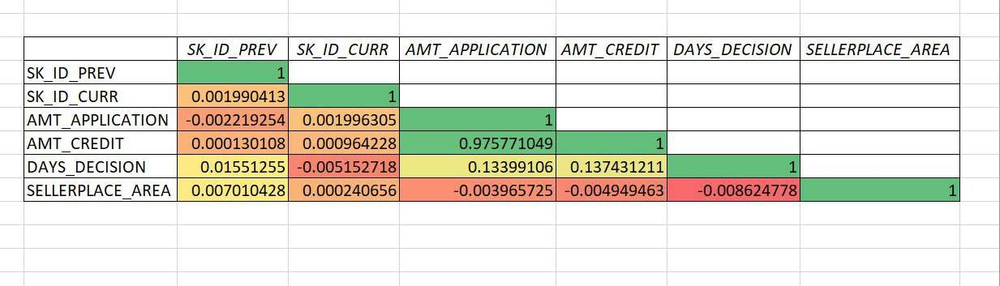 SK_ID_PREV SK_ID_CURR AMT_APPLICATION AMT_CREDIT DAYS_DECISION SELLERPLACE_AREA
SK_ID_PREV 1
SK_ID_CURR 0.001990413 1
AMT_APPLICATION -0.002219254 0.001996305 1
AMT_CREDIT 0.000130108 0.000964228 0.975771049 1
DAYS_DECISION 0.01551255 -0.005152718 0.13399106 0.137431211 1
SELLERPLACE_AREA 0.007010428 0.000240656 -0.003965725 -0.004949463 -0.008624778 1